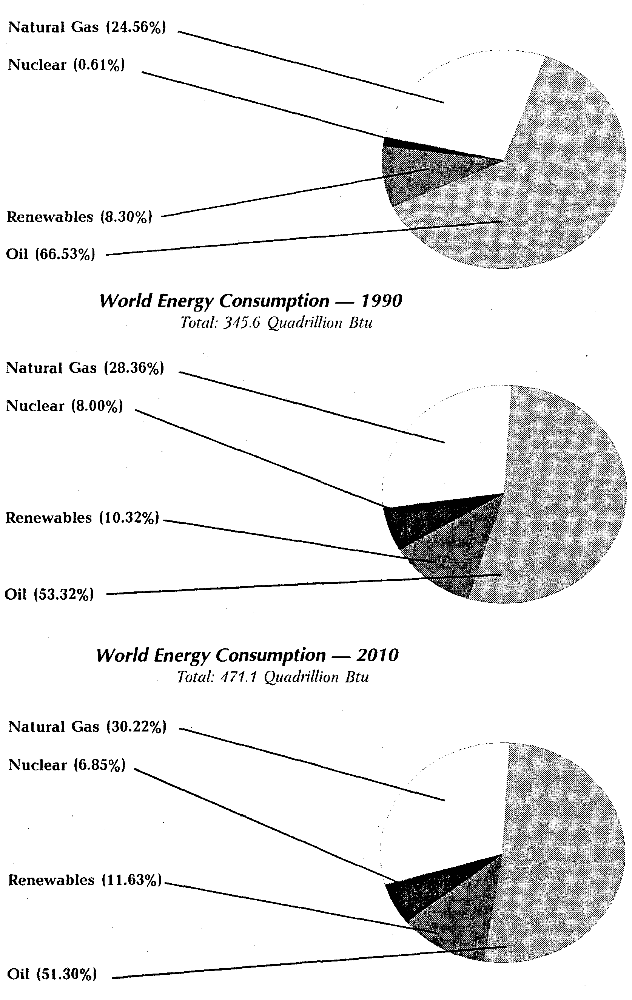 Natural Gas (24.56%)
Nuclear (0.61%)
Renewables (8.30%)
Oil (66.53%)
World Energy Consumption — 1990
Total: 345.6 Quadrillion Btu
Natural Gas (28.36%)
Nuclear (8.00%)
Renewables (10.32%)
Oil (53.32%)
World Energy Consumption — 2010
Total: 471.1 Quadrillion Btu
Natural Gas (30.22%)
Nuclear (6.85%)
Renewables (11.63%)
Oil (51.30%)